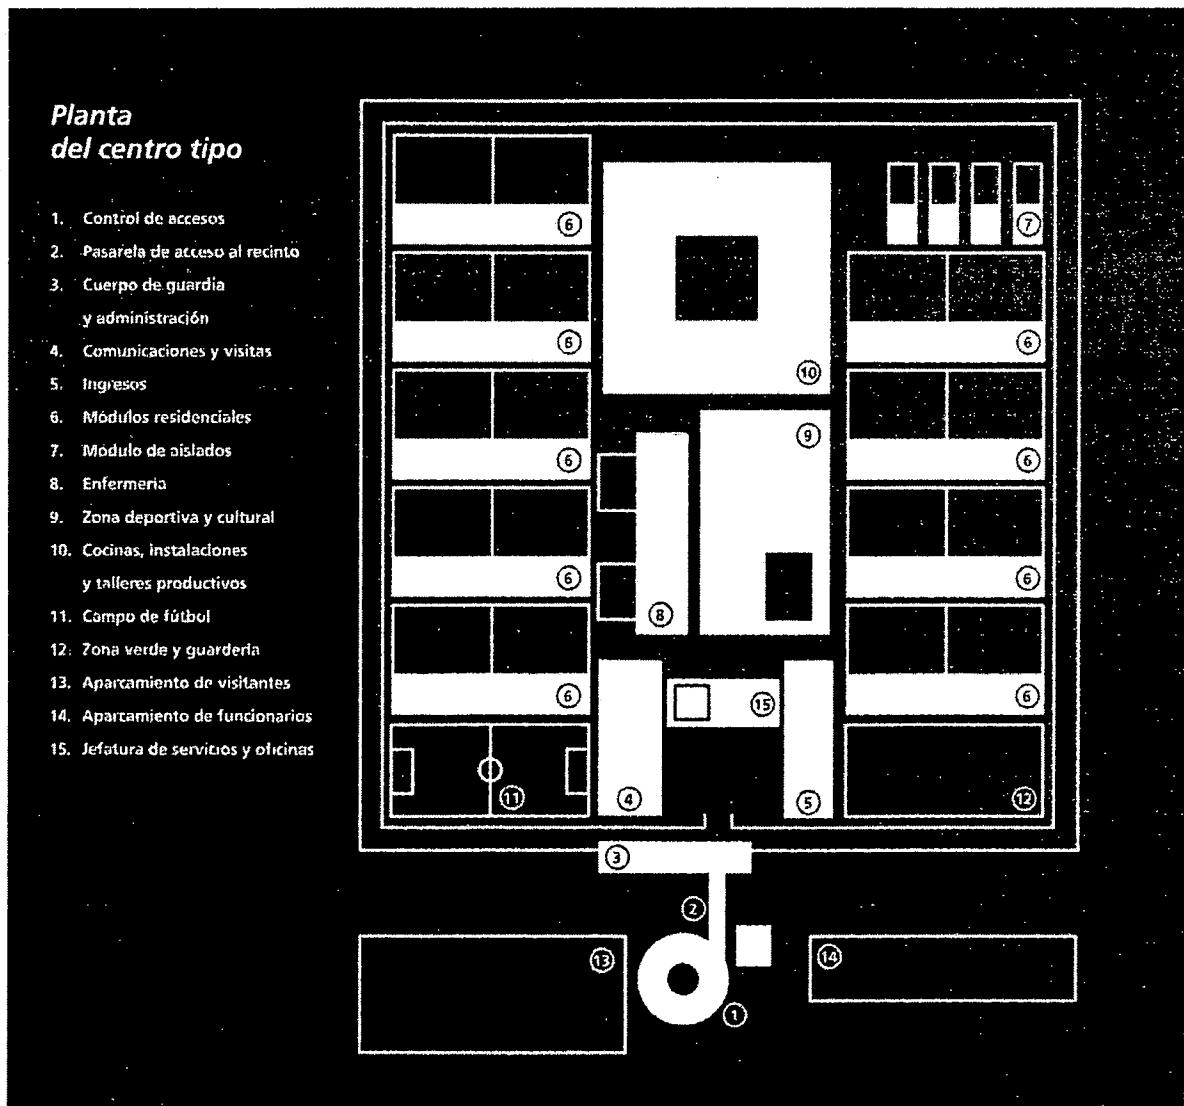 Planta
del centro tipo
1. Control de accesos
2. Pasarela de acceso al recinto
3. Cuerpo de guardia
y administración
4. Comunicaciones y visitas
5. Ingresos
6. Módulos residenciales
7. Módulo de aislados
8. Enfermería
9. Zona deportiva y cultural
10. Cocinas, instalaciones
y talleres productivos
11. Campo de fútbol
12. Zona verde y guardería
13. Aparcamiento de visitantes
14. Aparcamiento de funcionarios
15. Jefatura de servicios y oficinas
6
7
6
6
10
9
6
6
6
6
8
6
6
15
11
4
5
12
3
2
13
14
1